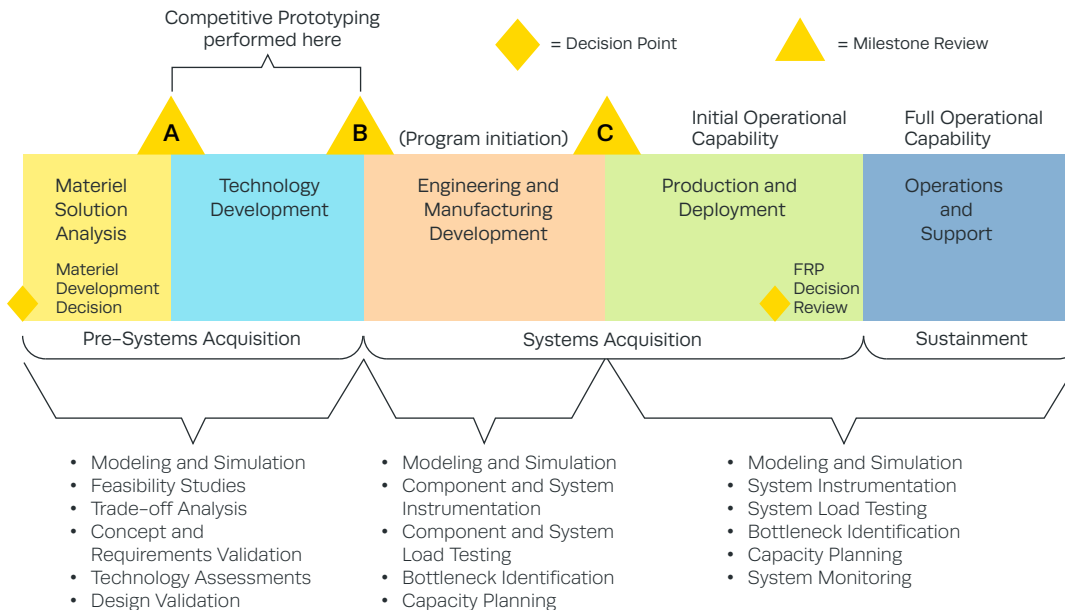 Competitive Prototyping
performed here
= Decision Point
= Milestone Review
A
B
(Program initiation)
C
Initial Operational
Capability
Full Operational
Capability
Materiel
Solution
Analysis
Technology
Development
Engineering and
Manufacturing
Development
Production and
Deployment
Operations
and
Support
Materiel
Development
Decision
FRP
Decision
Review
Pre-Systems Acquisition
Systems Acquisition
Sustainment
• Modeling and Simulation
• Feasibility Studies
• Trade-off Analysis
• Concept and
Requirements Validation
• Technology Assessments
• Design Validation
• Modeling and Simulation
• Component and System
Instrumentation
• Component and System
Load Testing
• Bottleneck Identification
• Capacity Planning
• Modeling and Simulation
• System Instrumentation
• System Load Testing
• Bottleneck Identification
• Capacity Planning
• System Monitoring